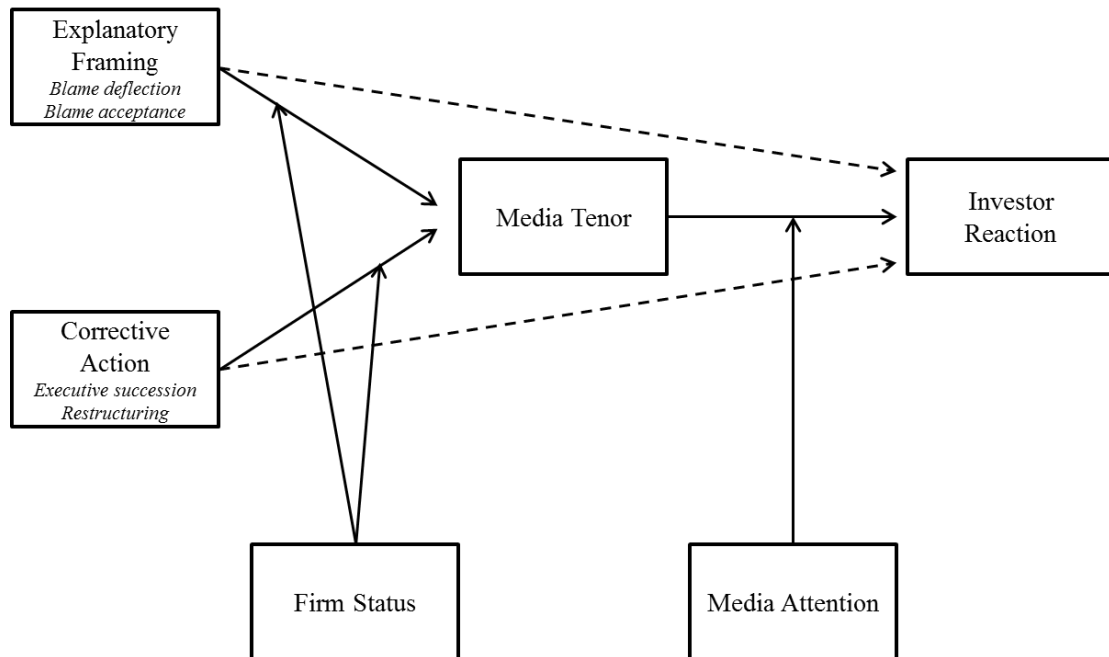 Explanatory
Framing
Blame deflection
Blame acceptance
Media Tenor
Investor
Reaction
Corrective
Action
Executive succession
Restructuring
Firm Status
Media Attention